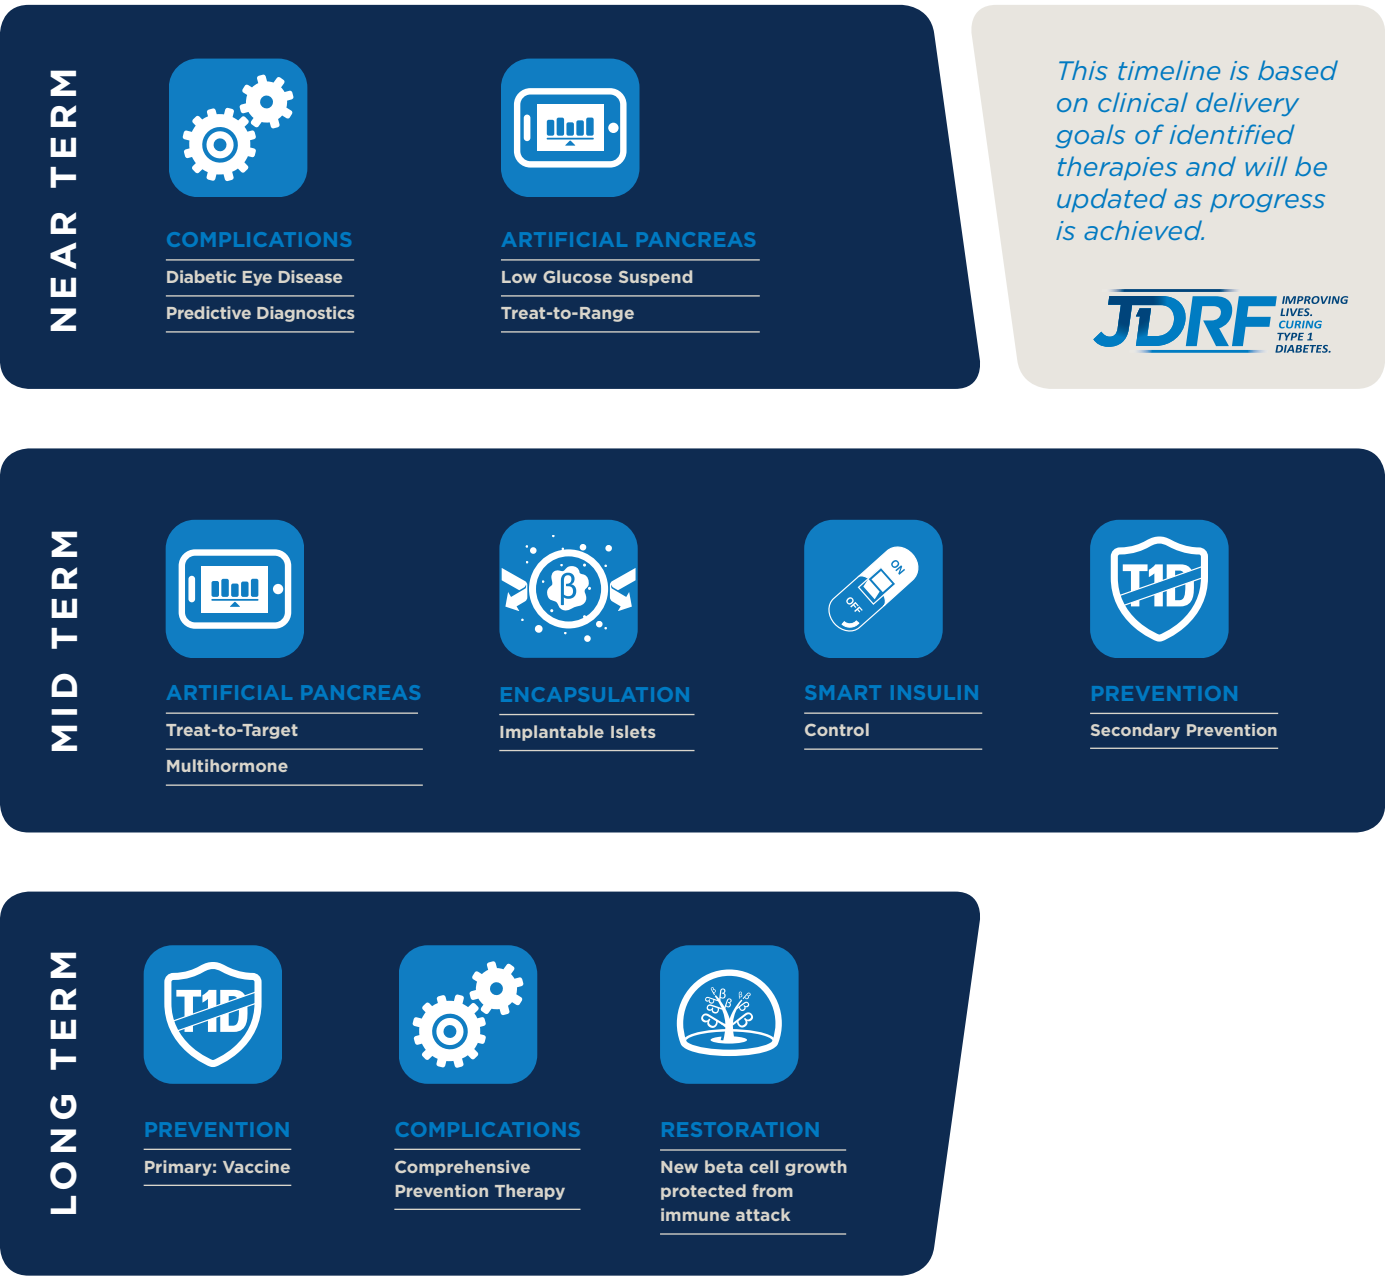 NEAR TERM
COMPLICATIONS
Diabetic Eye Disease
Predictive Diagnostics
ARTIFICIAL PANCREAS
Low Glucose Suspend
Treat-to-Range
This timeline is based
on clinical delivery
goals of identified
therapies and will be
updated as progress
is achieved.
JDRF
IMPROVING
LIVES.
CURING
TYPE 1
DIABETES.
MID TERM
ARTIFICIAL PANCREAS
Treat-to-Target
Multihormone
β
ENCAPSULATION
Implantable Islets
ON
OFF
SMART INSULIN
Control
T1D
PREVENTION
Secondary Prevention
LONG TERM
T1D
PREVENTION
Primary: Vaccine
COMPLICATIONS
Comprehensive
Prevention Therapy
RESTORATION
New beta cell growth
protected from
immune attack